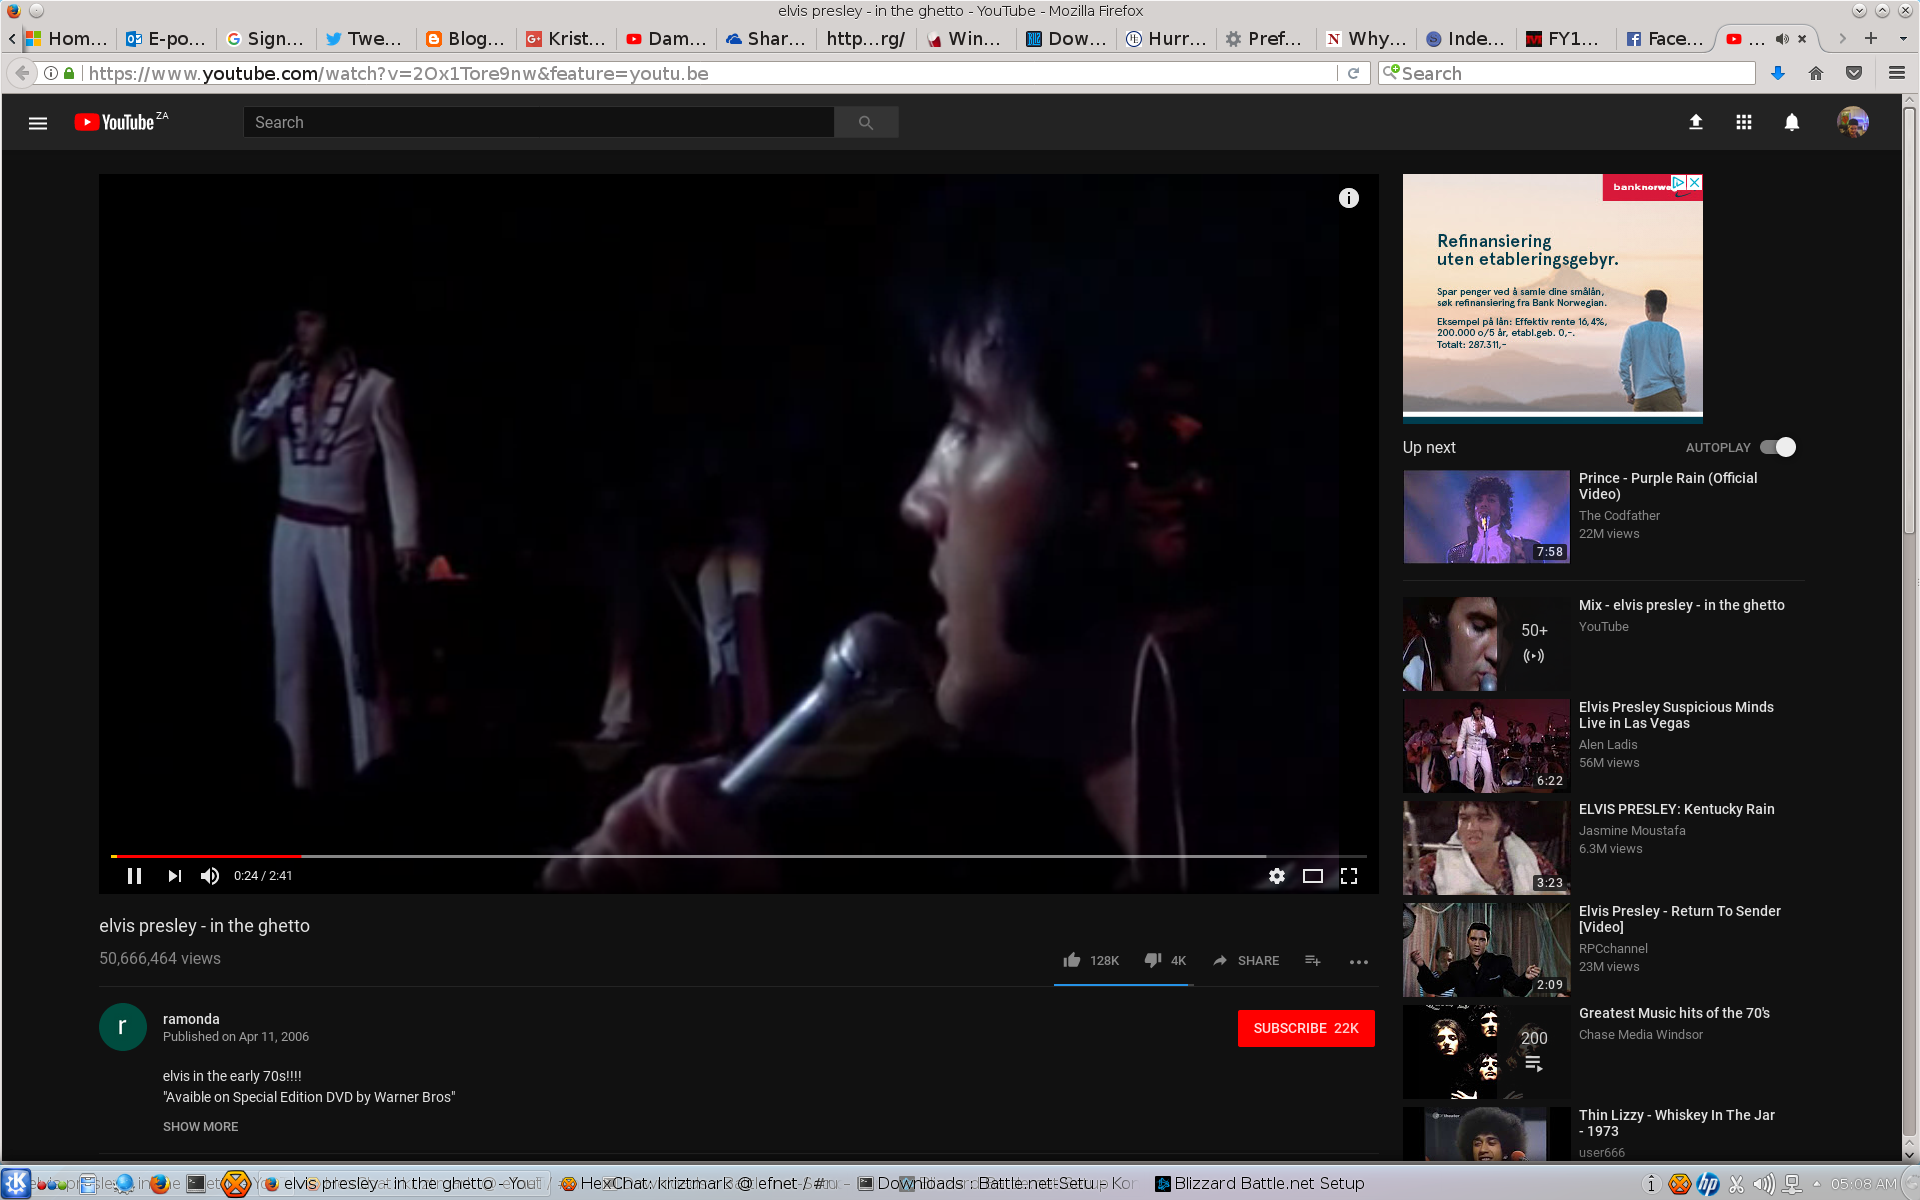 elvis presley - in the ghetto - YouTube - Mozilla Firefox
Hom... E-po... Sign... Twe... Blog... Krist... Dam... Shar... http...rg/ Win... Dow... Hurr... Pref... Why... Inde... FY1... Face... ...
https://www.youtube.com/watch?v=2Ox1Tore9nw&feature=youtu.be
Search
YouTube ZA
Search
banknorwegian
Refinansiering
uten etableringsgebyr.
Spar penger ved å samle dine smålån,
søk refinansiering fra Bank Norwegian.
Eksempel på lån: Effektiv rente 16,4%,
200.000 o/5 år, etabl.geb. 0,-.
Totalt: 287.311,-
Up next
AUTOPLAY
Prince - Purple Rain (Official
Video)
The Codfather
22M views
7:58
Mix - elvis presley - in the ghetto
YouTube
50+
Elvis Presley Suspicious Minds
Live in Las Vegas
Alen Ladis
56M views
6:22
ELVIS PRESLEY: Kentucky Rain
Jasmine Moustafa
6.3M views
3:23
Elvis Presley - Return To Sender
[Video]
RPCchannel
23M views
2:09
Greatest Music hits of the 70's
Chase Media Windsor
200
Thin Lizzy - Whiskey In The Jar
- 1973
user666
0:24 / 2:41
elvis presley - in the ghetto
50,666,464 views
128K 4K SHARE
r
ramonda
Published on Apr 11, 2006
SUBSCRIBE 22K
elvis in the early 70s!!!!
"Avaible on Special Edition DVD by Warner Bros"
SHOW MORE
elvis presley - in the ghetto - You
HexChat: kriztmark @ efnet / #
Downloads : Battle.net-Setup - Kon
Blizzard Battle.net Setup
05:08 AM